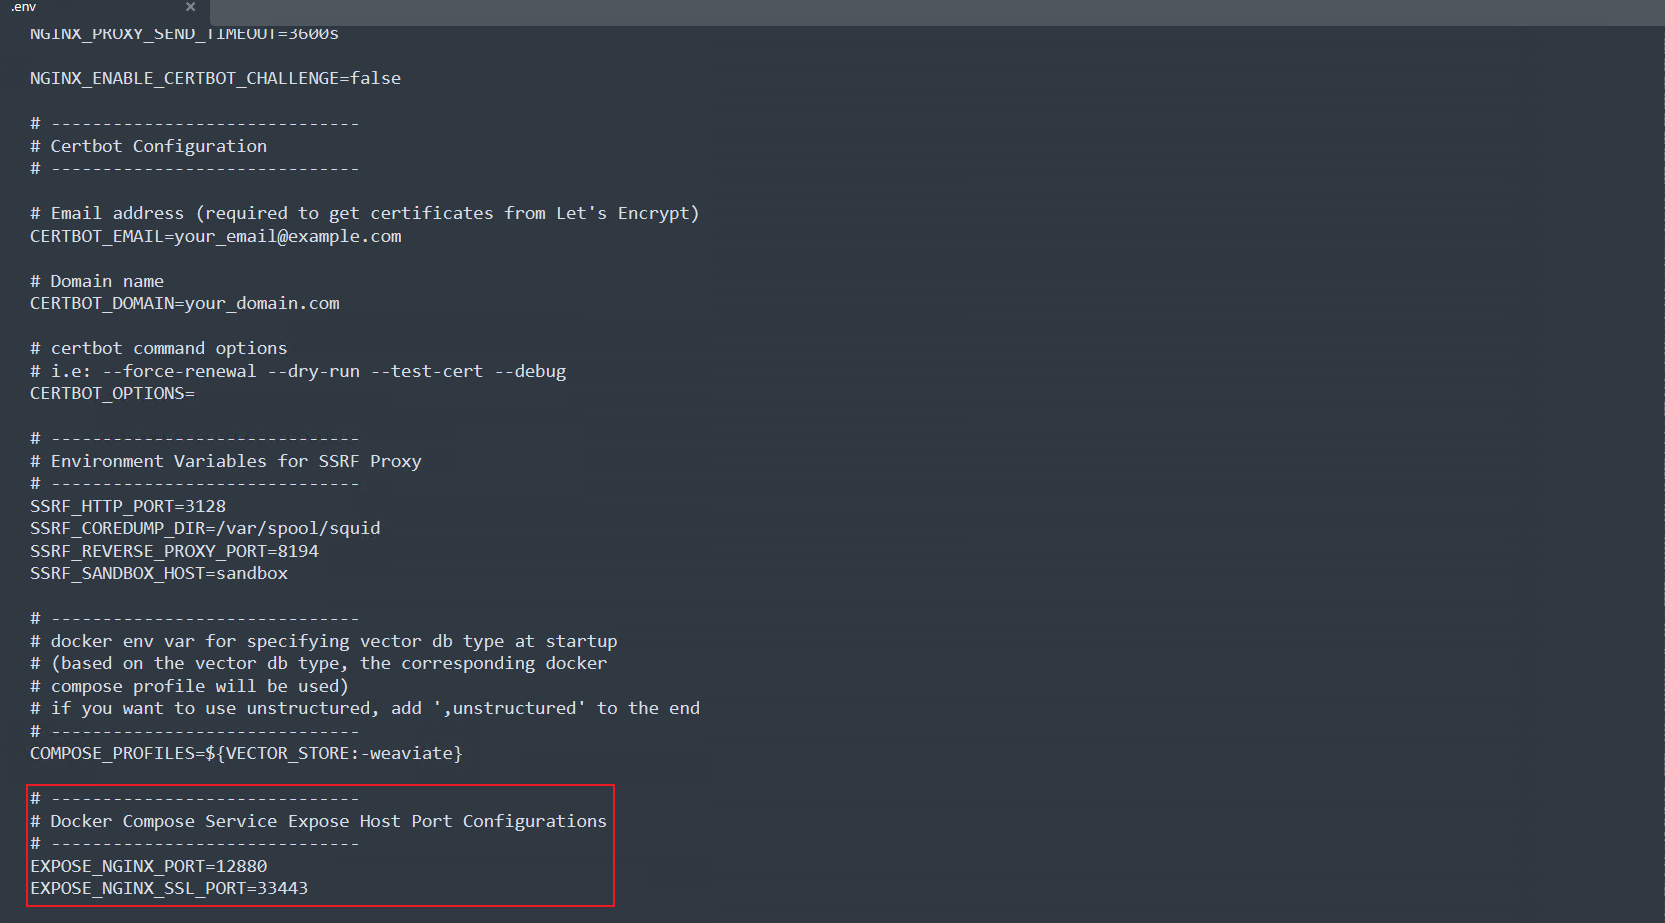 .env
NGINX_PROXY_SEND_TIMEOUT=3600s
NGINX_ENABLE_CERTBOT_CHALLENGE=false
# ------------------------------
# Certbot Configuration
# ------------------------------
# Email address (required to get certificates from Let's Encrypt)
CERTBOT_EMAIL=your_email@example.com
# Domain name
CERTBOT_DOMAIN=your_domain.com
# certbot command options
# i.e: --force-renewal --dry-run --test-cert --debug
CERTBOT_OPTIONS=
# ------------------------------
# Environment Variables for SSRF Proxy
# ------------------------------
SSRF_HTTP_PORT=3128
SSRF_COREDUMP_DIR=/var/spool/squid
SSRF_REVERSE_PROXY_PORT=8194
SSRF_SANDBOX_HOST=sandbox
# ------------------------------
# docker env var for specifying vector db type at startup
# (based on the vector db type, the corresponding docker
# compose profile will be used)
# if you want to use unstructured, add ',unstructured' to the end
# ------------------------------
COMPOSE_PROFILES=${VECTOR_STORE:-weaviate}
# ------------------------------
# Docker Compose Service Expose Host Port Configurations
# ------------------------------
EXPOSE_NGINX_PORT=12880
EXPOSE_NGINX_SSL_PORT=33443